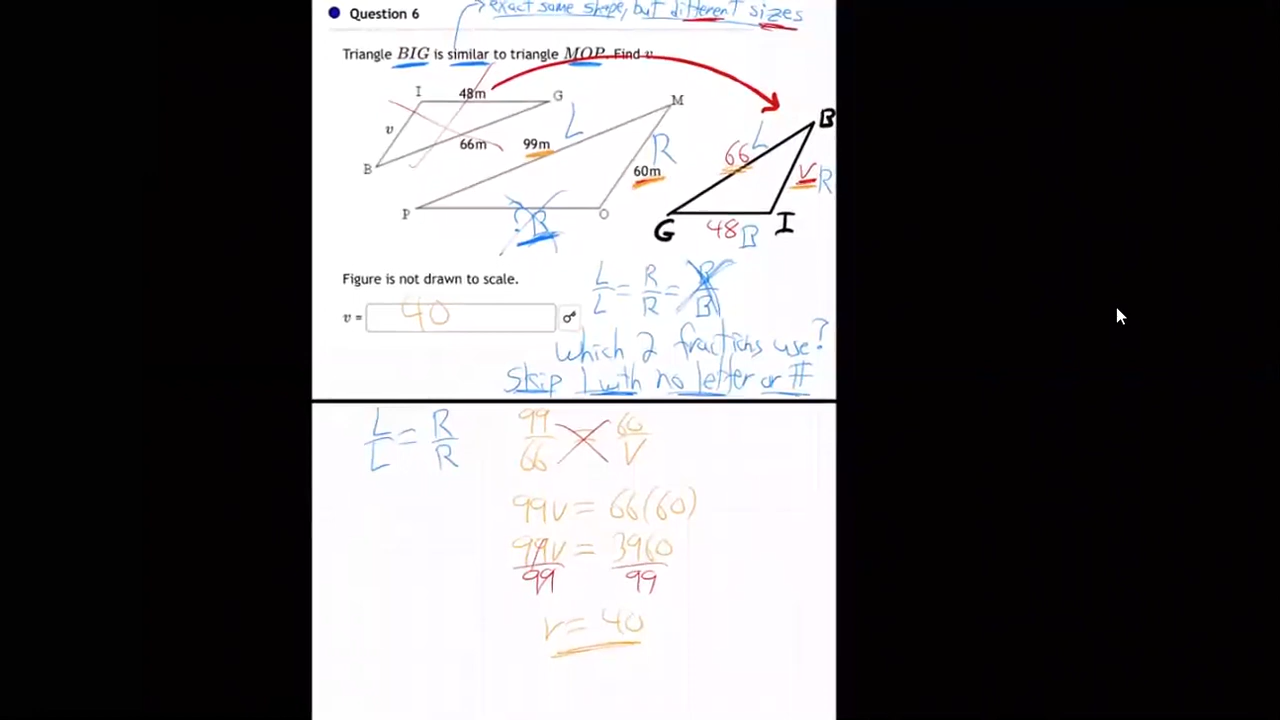 exact same shape, but different sizes
Question 6
Triangle BIG is similar to triangle MOP. Find v.
I
48m
G
v
66m
B
99m
L
M
R
60m
P
?B
O
66
L
B
v
R
G
48
B
I
Figure is not drawn to scale.
L/L = R/R = B/B
v =
40
Which 2 fractions use?
Skip 1 with no letter or #
L/L = R/R
99/66 = 60/V
99v = 66(60)
99v/99 = 3960/99
v = 40